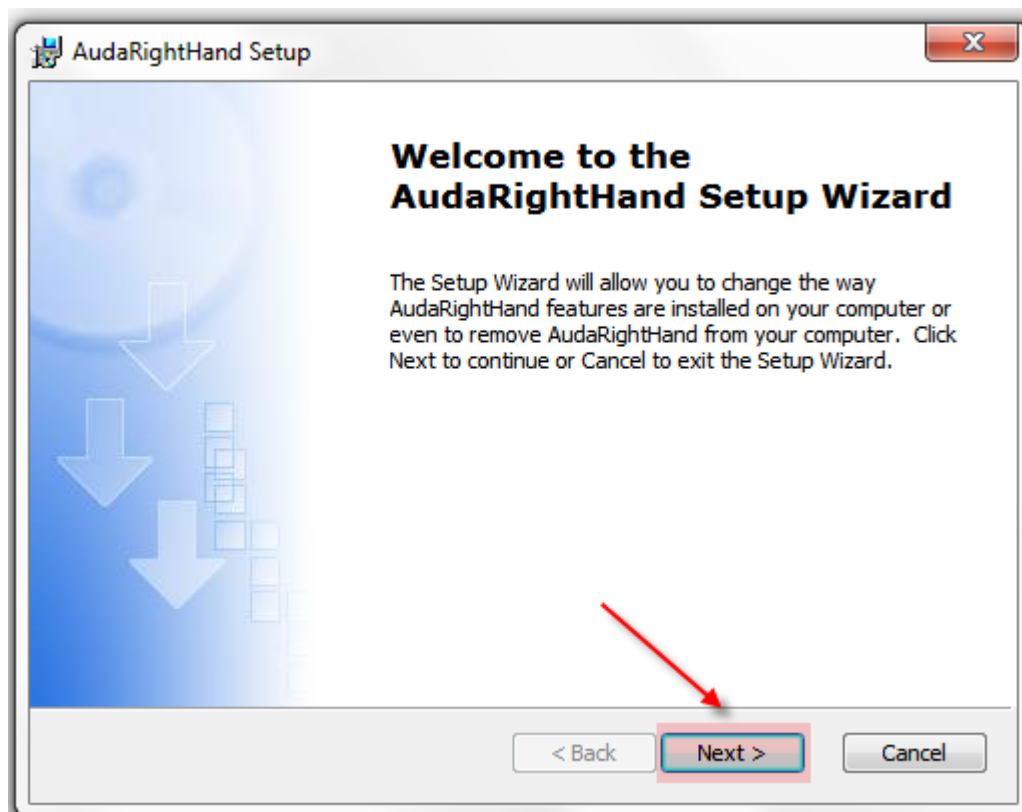 AudaRightHand Setup
Welcome to the
AudaRightHand Setup Wizard
The Setup Wizard will allow you to change the way
AudaRightHand features are installed on your computer or
even to remove AudaRightHand from your computer.  Click
Next to continue or Cancel to exit the Setup Wizard.
< Back Next > Cancel